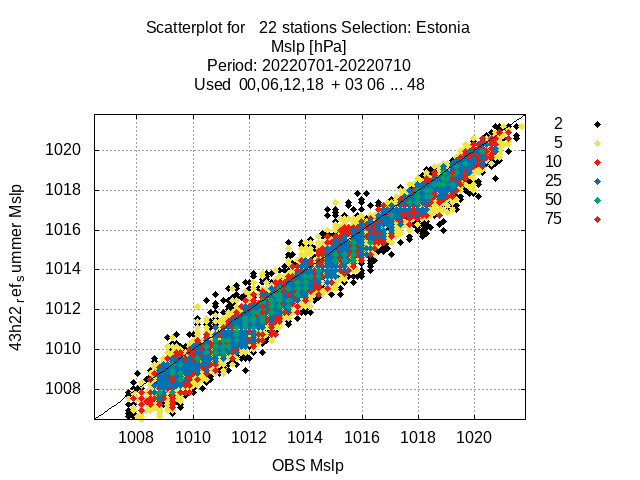 Scatterplot for 22 stations Selection: Estonia
Mslp [hPa]
Period: 20220701-20220710
Used 00,06,12,18 + 03 06 ... 48
2
5
10
25
50
75
1020
1018
1016
1014
1012
1010
1008
43h22ᵣefₛummer Mslp
1008 1010 1012 1014 1016 1018 1020
OBS Mslp